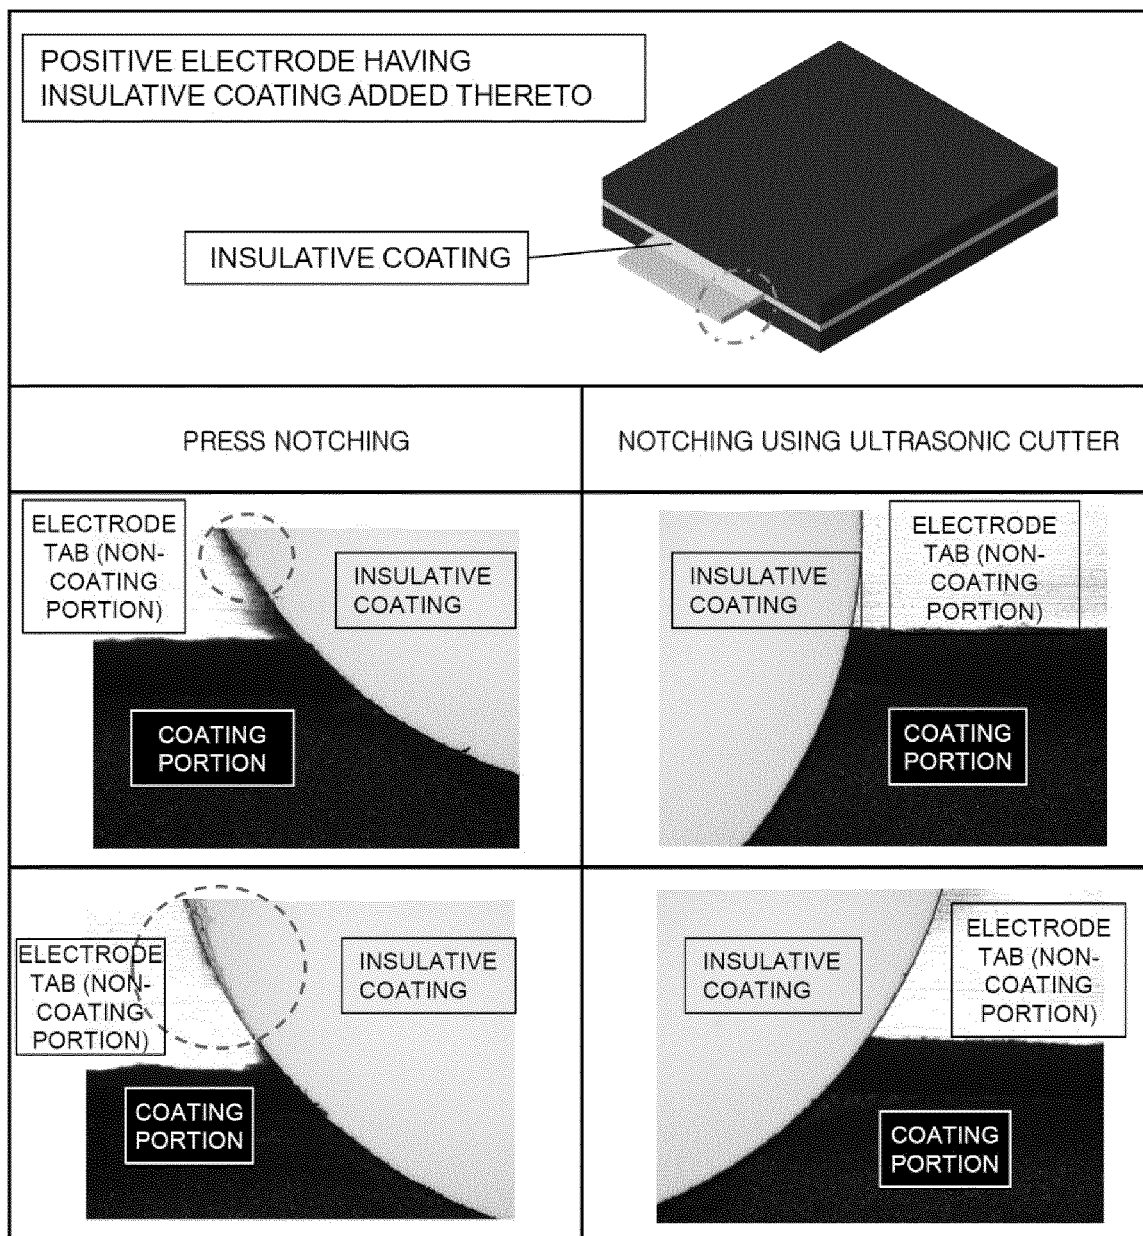 POSITIVE ELECTRODE HAVING
INSULATIVE COATING ADDED THERETO
INSULATIVE COATING
PRESS NOTCHING
NOTCHING USING ULTRASONIC CUTTER
ELECTRODE
TAB (NON-
COATING
PORTION)
INSULATIVE
COATING
COATING
PORTION
INSULATIVE
COATING
ELECTRODE
TAB (NON-
COATING
PORTION)
COATING
PORTION
ELECTRODE
TAB (NON-
COATING
PORTION)
INSULATIVE
COATING
COATING
PORTION
INSULATIVE
COATING
ELECTRODE
TAB (NON-
COATING
PORTION)
COATING
PORTION